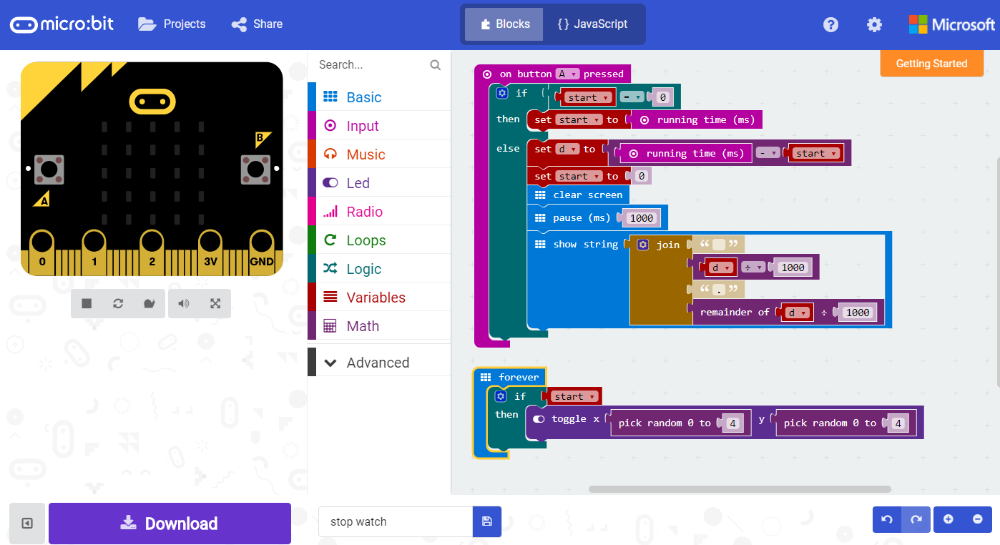 micro:bit Projects Share Blocks {} JavaScript ? Microsoft
Getting Started
B
A
0 1 2 3V GND
Search...
Basic
Input
Music
Led
Radio
Loops
Logic
Variables
Math
Advanced
on button A pressed
if start = 0
then set start to running time (ms)
else set d to running time (ms) - start
set start to 0
clear screen
pause (ms) 1000
show string join “ ”
d ÷ 1000
“ . ”
remainder of d ÷ 1000
forever
if start
then toggle x pick random 0 to 4 y pick random 0 to 4
Download
stop watch